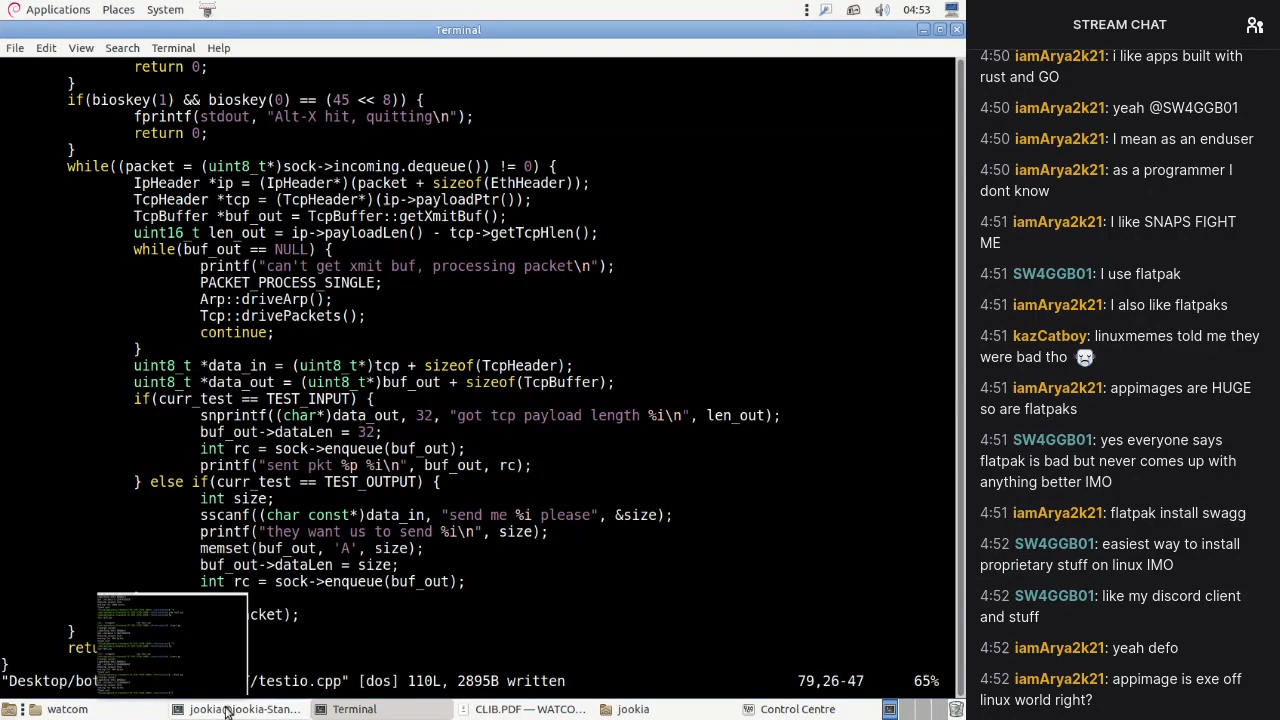 Applications Places System 04:53
Terminal
File Edit View Search Terminal Help
return 0;
}
if(bioskey(1) && bioskey(0) == (45 << 8)) {
fprintf(stdout, "Alt-X hit, quitting\n");
return 0;
}
while((packet = (uint8_t*)sock->incoming.dequeue()) != 0) {
IpHeader *ip = (IpHeader*)(packet + sizeof(EthHeader));
TcpHeader *tcp = (TcpHeader*)(ip->payloadPtr());
TcpBuffer *buf_out = TcpBuffer::getXmitBuf();
uint16_t len_out = ip->payloadLen() - tcp->getTcpHlen();
while(buf_out == NULL) {
printf("can't get xmit buf, processing packet\n");
PACKET_PROCESS_SINGLE;
Arp::driveArp();
Tcp::drivePackets();
continue;
}
uint8_t *data_in = (uint8_t*)tcp + sizeof(TcpHeader);
uint8_t *data_out = (uint8_t*)buf_out + sizeof(TcpBuffer);
if(curr_test == TEST_INPUT) {
snprintf((char*)data_out, 32, "got tcp payload length %i\n", len_out);
buf_out->dataLen = 32;
int rc = sock->enqueue(buf_out);
printf("sent pkt %p %i\n", buf_out, rc);
} else if(curr_test == TEST_OUTPUT) {
int size;
sscanf((char const*)data_in, "send me %i please", &size);
printf("they want us to send %i\n", size);
memset(buf_out, 'A', size);
buf_out->dataLen = size;
int rc = sock->enqueue(buf_out);
cket);
}
retu
}
"Desktop/bot /testio.cpp" [dos] 110L, 2895B written 79,26-47 65%
watcom jookia@jookia-Stan... Terminal CLIB.PDF — WATCO... jookia Control Centre
STREAM CHAT
4:50 iamArya2k21: i like apps built with
rust and GO
4:50 iamArya2k21: yeah @SW4GGB01
4:50 iamArya2k21: I mean as an enduser
4:50 iamArya2k21: as a programmer I
dont know
4:51 iamArya2k21: I like SNAPS FIGHT
ME
4:51 SW4GGB01: I use flatpak
4:51 iamArya2k21: I also like flatpaks
4:51 kazCatboy: linuxmemes told me they
were bad tho
4:51 iamArya2k21: appimages are HUGE
so are flatpaks
4:51 SW4GGB01: yes everyone says
flatpak is bad but never comes up with
anything better IMO
4:51 iamArya2k21: flatpak install swagg
4:52 SW4GGB01: easiest way to install
proprietary stuff on linux IMO
4:52 SW4GGB01: like my discord client
and stuff
4:52 iamArya2k21: yeah defo
4:52 iamArya2k21: appimage is exe off
linux world right?